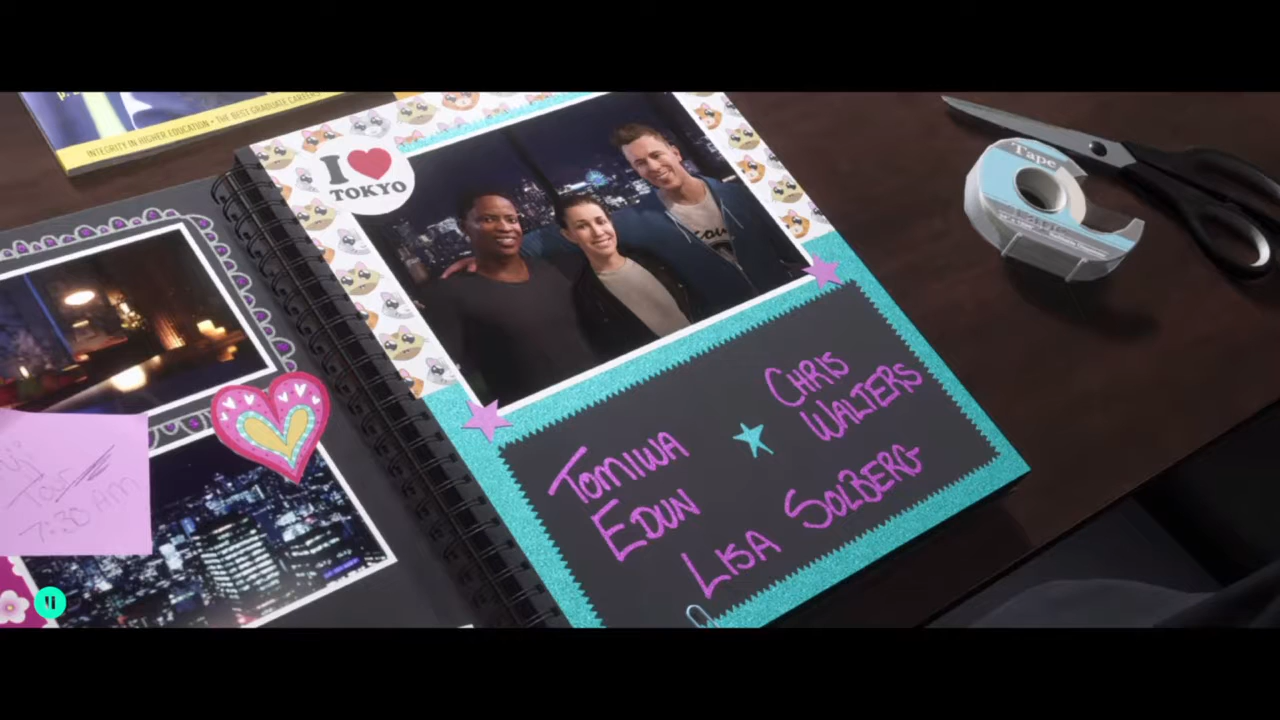 INTEGRITY IN HIGHER EDUCATION • THE BEST GRADUATE CAREERS
I
TOKYO
Tape
TOMIWA
EDUN
CHRIS
WALTERS
LISA SOLBERG
Tour
7:30 AM